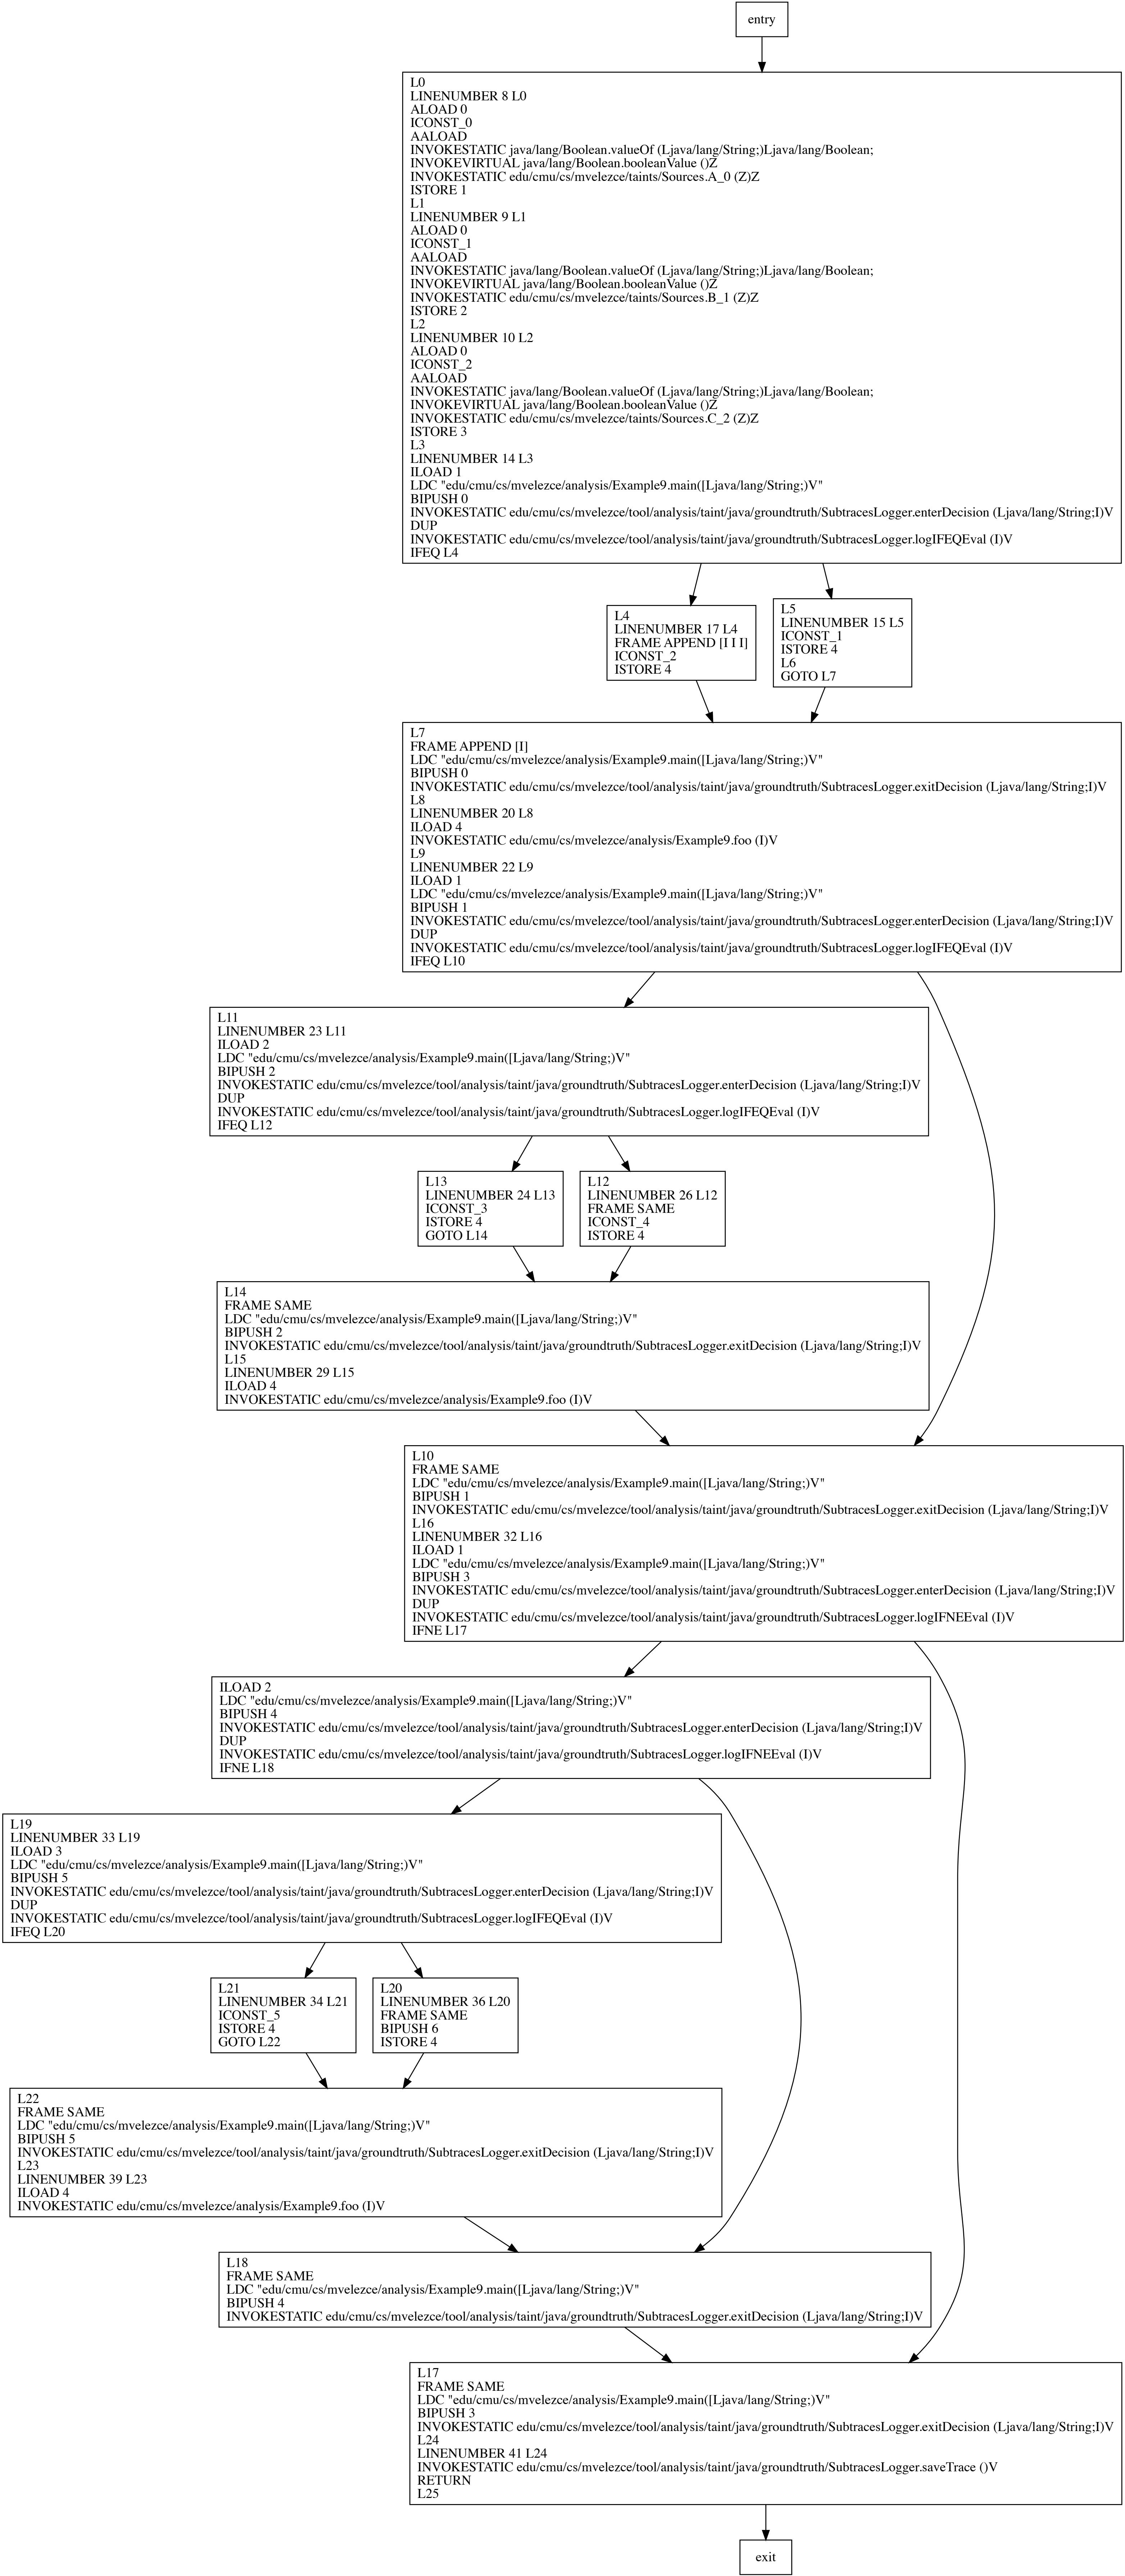 entry
L0
LINENUMBER 8 L0
ALOAD 0
ICONST_0
AALOAD
INVOKESTATIC java/lang/Boolean.valueOf (Ljava/lang/String;)Ljava/lang/Boolean;
INVOKEVIRTUAL java/lang/Boolean.booleanValue ()Z
INVOKESTATIC edu/cmu/cs/mvelezce/taints/Sources.A_0 (Z)Z
ISTORE 1
L1
LINENUMBER 9 L1
ALOAD 0
ICONST_1
AALOAD
INVOKESTATIC java/lang/Boolean.valueOf (Ljava/lang/String;)Ljava/lang/Boolean;
INVOKEVIRTUAL java/lang/Boolean.booleanValue ()Z
INVOKESTATIC edu/cmu/cs/mvelezce/taints/Sources.B_1 (Z)Z
ISTORE 2
L2
LINENUMBER 10 L2
ALOAD 0
ICONST_2
AALOAD
INVOKESTATIC java/lang/Boolean.valueOf (Ljava/lang/String;)Ljava/lang/Boolean;
INVOKEVIRTUAL java/lang/Boolean.booleanValue ()Z
INVOKESTATIC edu/cmu/cs/mvelezce/taints/Sources.C_2 (Z)Z
ISTORE 3
L3
LINENUMBER 14 L3
ILOAD 1
LDC "edu/cmu/cs/mvelezce/analysis/Example9.main([Ljava/lang/String;)V"
BIPUSH 0
INVOKESTATIC edu/cmu/cs/mvelezce/tool/analysis/taint/java/groundtruth/SubtracesLogger.enterDecision (Ljava/lang/String;I)V
DUP
INVOKESTATIC edu/cmu/cs/mvelezce/tool/analysis/taint/java/groundtruth/SubtracesLogger.logIFEQEval (I)V
IFEQ L4
L4
LINENUMBER 17 L4
FRAME APPEND [I I I]
ICONST_2
ISTORE 4
L5
LINENUMBER 15 L5
ICONST_1
ISTORE 4
L6
GOTO L7
L7
FRAME APPEND [I]
LDC "edu/cmu/cs/mvelezce/analysis/Example9.main([Ljava/lang/String;)V"
BIPUSH 0
INVOKESTATIC edu/cmu/cs/mvelezce/tool/analysis/taint/java/groundtruth/SubtracesLogger.exitDecision (Ljava/lang/String;I)V
L8
LINENUMBER 20 L8
ILOAD 4
INVOKESTATIC edu/cmu/cs/mvelezce/analysis/Example9.foo (I)V
L9
LINENUMBER 22 L9
ILOAD 1
LDC "edu/cmu/cs/mvelezce/analysis/Example9.main([Ljava/lang/String;)V"
BIPUSH 1
INVOKESTATIC edu/cmu/cs/mvelezce/tool/analysis/taint/java/groundtruth/SubtracesLogger.enterDecision (Ljava/lang/String;I)V
DUP
INVOKESTATIC edu/cmu/cs/mvelezce/tool/analysis/taint/java/groundtruth/SubtracesLogger.logIFEQEval (I)V
IFEQ L10
L11
LINENUMBER 23 L11
ILOAD 2
LDC "edu/cmu/cs/mvelezce/analysis/Example9.main([Ljava/lang/String;)V"
BIPUSH 2
INVOKESTATIC edu/cmu/cs/mvelezce/tool/analysis/taint/java/groundtruth/SubtracesLogger.enterDecision (Ljava/lang/String;I)V
DUP
INVOKESTATIC edu/cmu/cs/mvelezce/tool/analysis/taint/java/groundtruth/SubtracesLogger.logIFEQEval (I)V
IFEQ L12
L13
LINENUMBER 24 L13
ICONST_3
ISTORE 4
GOTO L14
L12
LINENUMBER 26 L12
FRAME SAME
ICONST_4
ISTORE 4
L14
FRAME SAME
LDC "edu/cmu/cs/mvelezce/analysis/Example9.main([Ljava/lang/String;)V"
BIPUSH 2
INVOKESTATIC edu/cmu/cs/mvelezce/tool/analysis/taint/java/groundtruth/SubtracesLogger.exitDecision (Ljava/lang/String;I)V
L15
LINENUMBER 29 L15
ILOAD 4
INVOKESTATIC edu/cmu/cs/mvelezce/analysis/Example9.foo (I)V
L10
FRAME SAME
LDC "edu/cmu/cs/mvelezce/analysis/Example9.main([Ljava/lang/String;)V"
BIPUSH 1
INVOKESTATIC edu/cmu/cs/mvelezce/tool/analysis/taint/java/groundtruth/SubtracesLogger.exitDecision (Ljava/lang/String;I)V
L16
LINENUMBER 32 L16
ILOAD 1
LDC "edu/cmu/cs/mvelezce/analysis/Example9.main([Ljava/lang/String;)V"
BIPUSH 3
INVOKESTATIC edu/cmu/cs/mvelezce/tool/analysis/taint/java/groundtruth/SubtracesLogger.enterDecision (Ljava/lang/String;I)V
DUP
INVOKESTATIC edu/cmu/cs/mvelezce/tool/analysis/taint/java/groundtruth/SubtracesLogger.logIFNEEval (I)V
IFNE L17
ILOAD 2
LDC "edu/cmu/cs/mvelezce/analysis/Example9.main([Ljava/lang/String;)V"
BIPUSH 4
INVOKESTATIC edu/cmu/cs/mvelezce/tool/analysis/taint/java/groundtruth/SubtracesLogger.enterDecision (Ljava/lang/String;I)V
DUP
INVOKESTATIC edu/cmu/cs/mvelezce/tool/analysis/taint/java/groundtruth/SubtracesLogger.logIFNEEval (I)V
IFNE L18
L19
LINENUMBER 33 L19
ILOAD 3
LDC "edu/cmu/cs/mvelezce/analysis/Example9.main([Ljava/lang/String;)V"
BIPUSH 5
INVOKESTATIC edu/cmu/cs/mvelezce/tool/analysis/taint/java/groundtruth/SubtracesLogger.enterDecision (Ljava/lang/String;I)V
DUP
INVOKESTATIC edu/cmu/cs/mvelezce/tool/analysis/taint/java/groundtruth/SubtracesLogger.logIFEQEval (I)V
IFEQ L20
L21
LINENUMBER 34 L21
ICONST_5
ISTORE 4
GOTO L22
L20
LINENUMBER 36 L20
FRAME SAME
BIPUSH 6
ISTORE 4
L22
FRAME SAME
LDC "edu/cmu/cs/mvelezce/analysis/Example9.main([Ljava/lang/String;)V"
BIPUSH 5
INVOKESTATIC edu/cmu/cs/mvelezce/tool/analysis/taint/java/groundtruth/SubtracesLogger.exitDecision (Ljava/lang/String;I)V
L23
LINENUMBER 39 L23
ILOAD 4
INVOKESTATIC edu/cmu/cs/mvelezce/analysis/Example9.foo (I)V
L18
FRAME SAME
LDC "edu/cmu/cs/mvelezce/analysis/Example9.main([Ljava/lang/String;)V"
BIPUSH 4
INVOKESTATIC edu/cmu/cs/mvelezce/tool/analysis/taint/java/groundtruth/SubtracesLogger.exitDecision (Ljava/lang/String;I)V
L17
FRAME SAME
LDC "edu/cmu/cs/mvelezce/analysis/Example9.main([Ljava/lang/String;)V"
BIPUSH 3
INVOKESTATIC edu/cmu/cs/mvelezce/tool/analysis/taint/java/groundtruth/SubtracesLogger.exitDecision (Ljava/lang/String;I)V
L24
LINENUMBER 41 L24
INVOKESTATIC edu/cmu/cs/mvelezce/tool/analysis/taint/java/groundtruth/SubtracesLogger.saveTrace ()V
RETURN
L25
exit